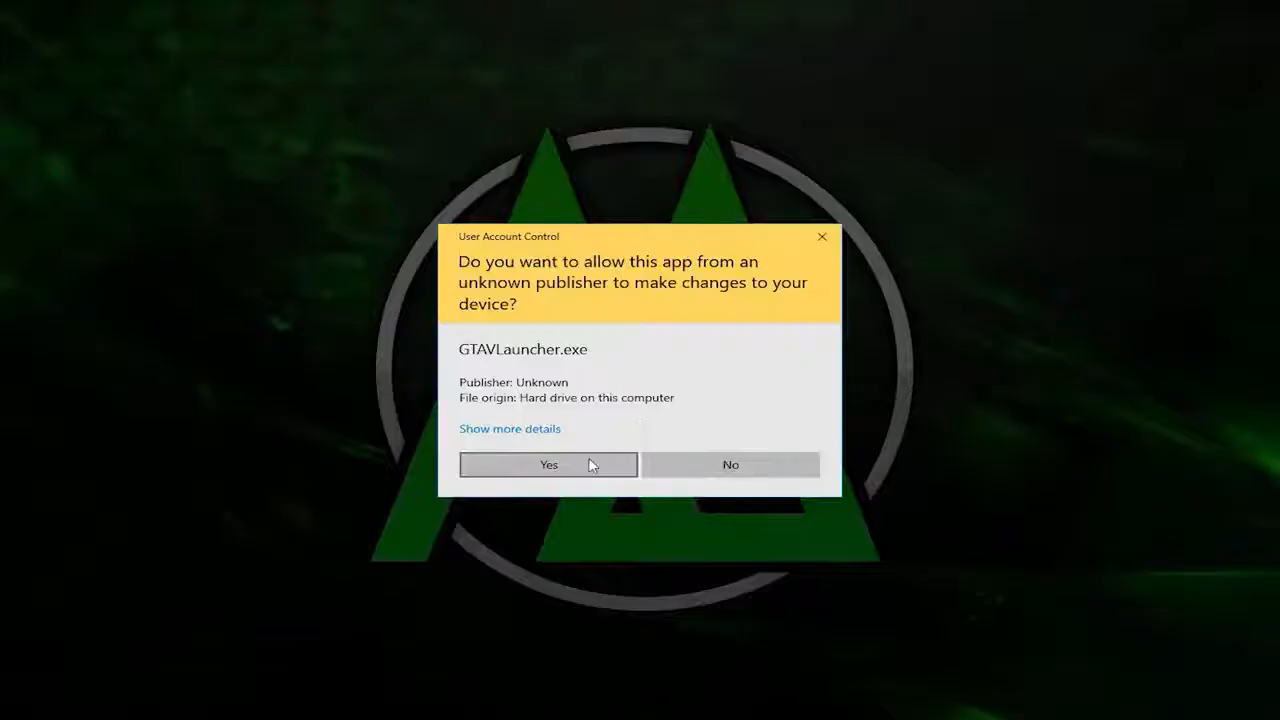 User Account Control
Do you want to allow this app from an
unknown publisher to make changes to your
device?
GTAVLauncher.exe
Publisher: Unknown
File origin: Hard drive on this computer
Show more details
Yes No